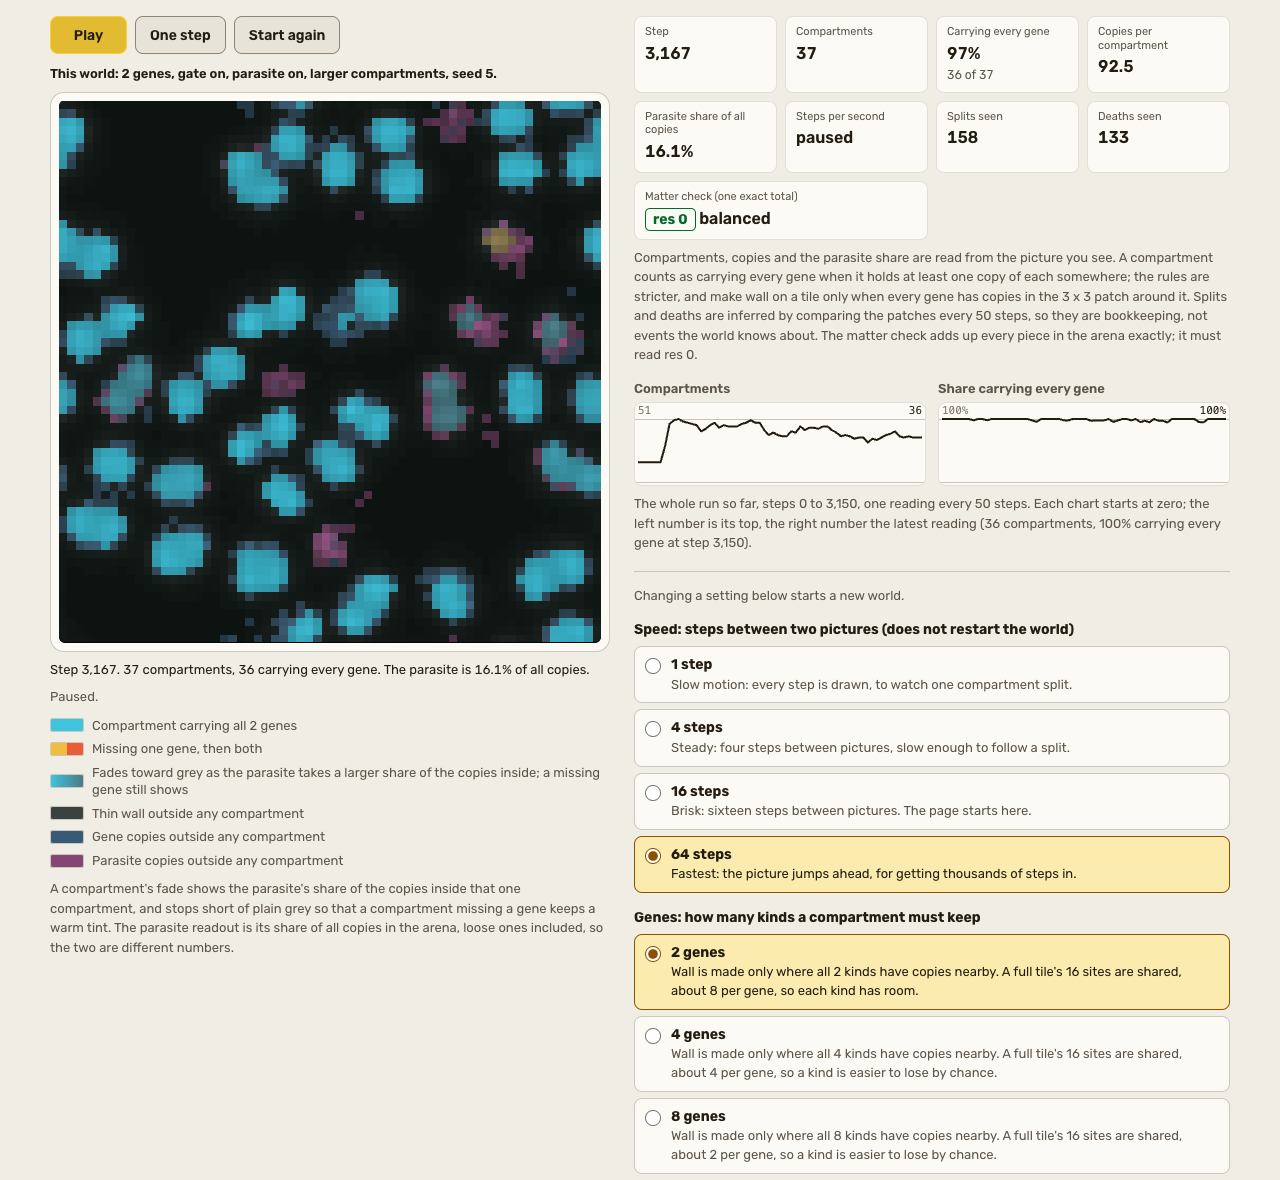 Play
One step
Start again
This world: 2 genes, gate on, parasite on, larger compartments, seed 5.
Step 3,167. 37 compartments, 36 carrying every gene. The parasite is 16.1% of all copies.
Paused.
Compartment carrying all 2 genes
Missing one gene, then both
Fades toward grey as the parasite takes a larger share of the copies inside; a missing
gene still shows
Thin wall outside any compartment
Gene copies outside any compartment
Parasite copies outside any compartment
A compartment's fade shows the parasite's share of the copies inside that one
compartment, and stops short of plain grey so that a compartment missing a gene keeps a
warm tint. The parasite readout is its share of all copies in the arena, loose ones included, so
the two are different numbers.
Step
3,167
Compartments
37
Carrying every gene
97%
36 of 37
Copies per
compartment
92.5
Parasite share of all
copies
16.1%
Steps per second
paused
Splits seen
158
Deaths seen
133
Matter check (one exact total)
res 0 balanced
Compartments, copies and the parasite share are read from the picture you see. A compartment
counts as carrying every gene when it holds at least one copy of each somewhere; the rules are
stricter, and make wall on a tile only when every gene has copies in the 3 x 3 patch around it. Splits
and deaths are inferred by comparing the patches every 50 steps, so they are bookkeeping, not
events the world knows about. The matter check adds up every piece in the arena exactly; it must
read res 0.
Compartments
51
36
Share carrying every gene
100%
100%
The whole run so far, steps 0 to 3,150, one reading every 50 steps. Each chart starts at zero; the
left number is its top, the right number the latest reading (36 compartments, 100% carrying every
gene at step 3,150).
Changing a setting below starts a new world.
Speed: steps between two pictures (does not restart the world)
1 step
Slow motion: every step is drawn, to watch one compartment split.
4 steps
Steady: four steps between pictures, slow enough to follow a split.
16 steps
Brisk: sixteen steps between pictures. The page starts here.
64 steps
Fastest: the picture jumps ahead, for getting thousands of steps in.
Genes: how many kinds a compartment must keep
2 genes
Wall is made only where all 2 kinds have copies nearby. A full tile's 16 sites are shared,
about 8 per gene, so each kind has room.
4 genes
Wall is made only where all 4 kinds have copies nearby. A full tile's 16 sites are shared,
about 4 per gene, so a kind is easier to lose by chance.
8 genes
Wall is made only where all 8 kinds have copies nearby. A full tile's 16 sites are shared,
about 2 per gene, so a kind is easier to lose by chance.